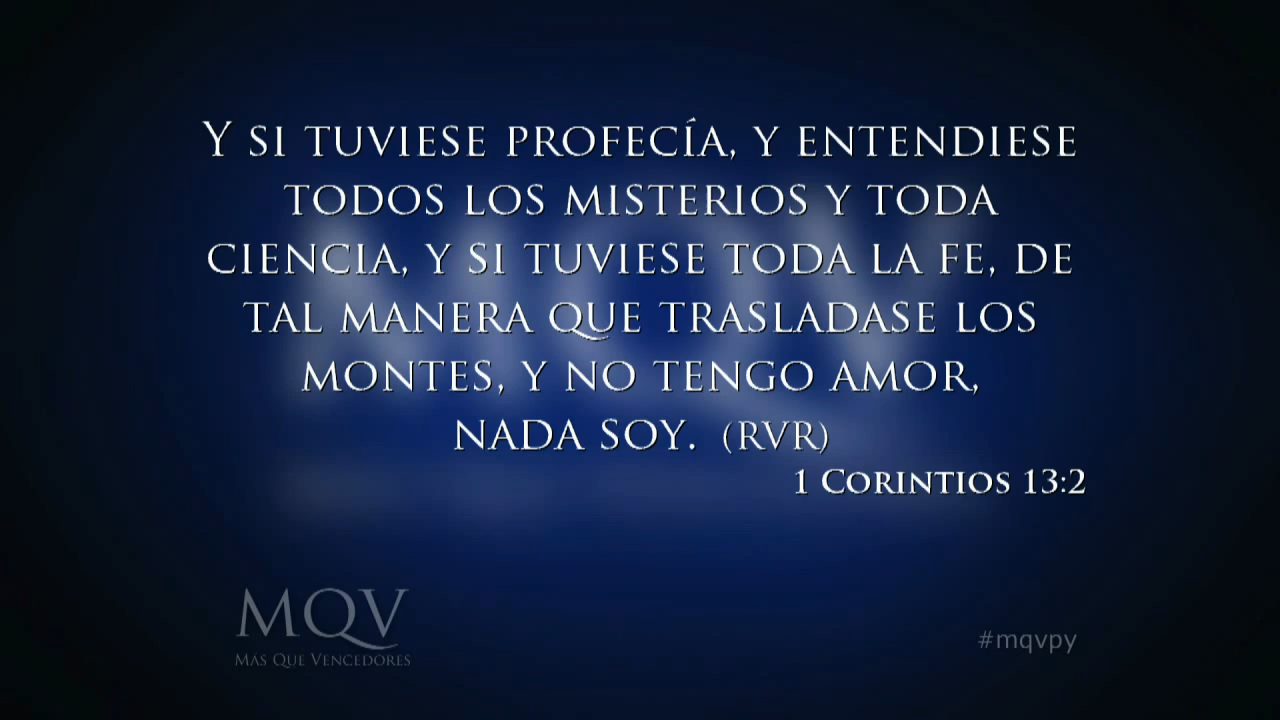 Y SI TUVIESE PROFECÍA, Y ENTENDIESE
TODOS LOS MISTERIOS Y TODA
CIENCIA, Y SI TUVIESE TODA LA FE, DE
TAL MANERA QUE TRASLADASE LOS
MONTES, Y NO TENGO AMOR,
NADA SOY. (RVR)
1 CORINTIOS 13:2
MQV
MÁS QUE VENCEDORES
#mqvpy